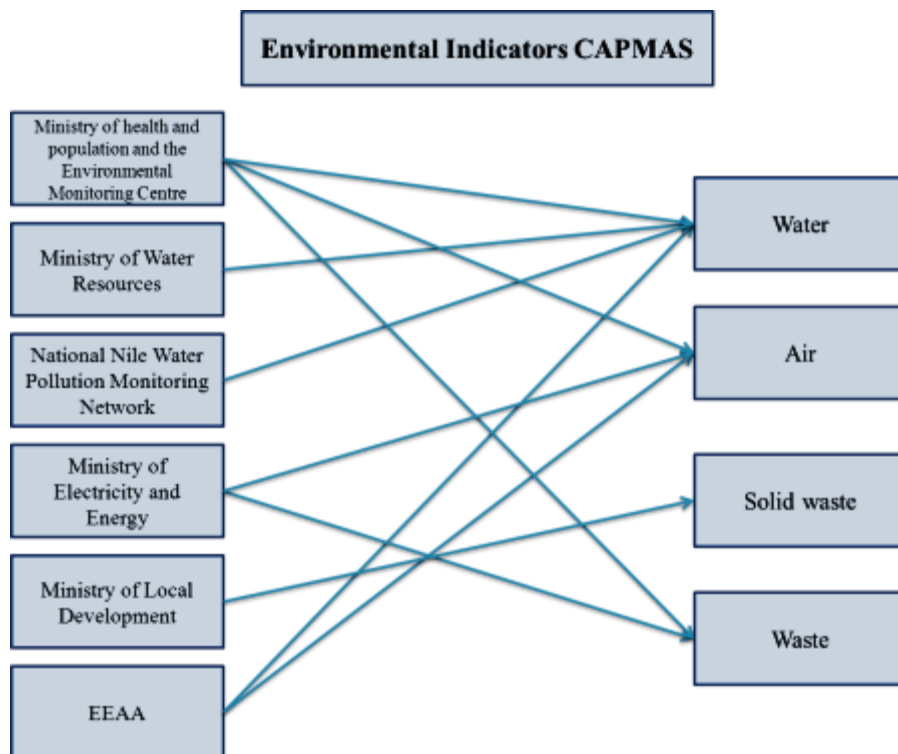 Environmental Indicators CAPMAS
Ministry of health and
population and the
Environmental
Monitoring Centre
Ministry of Water
Resources
National Nile Water
Pollution Monitoring
Network
Ministry of
Electricity and
Energy
Ministry of Local
Development
EEAA
Water
Air
Solid waste
Waste